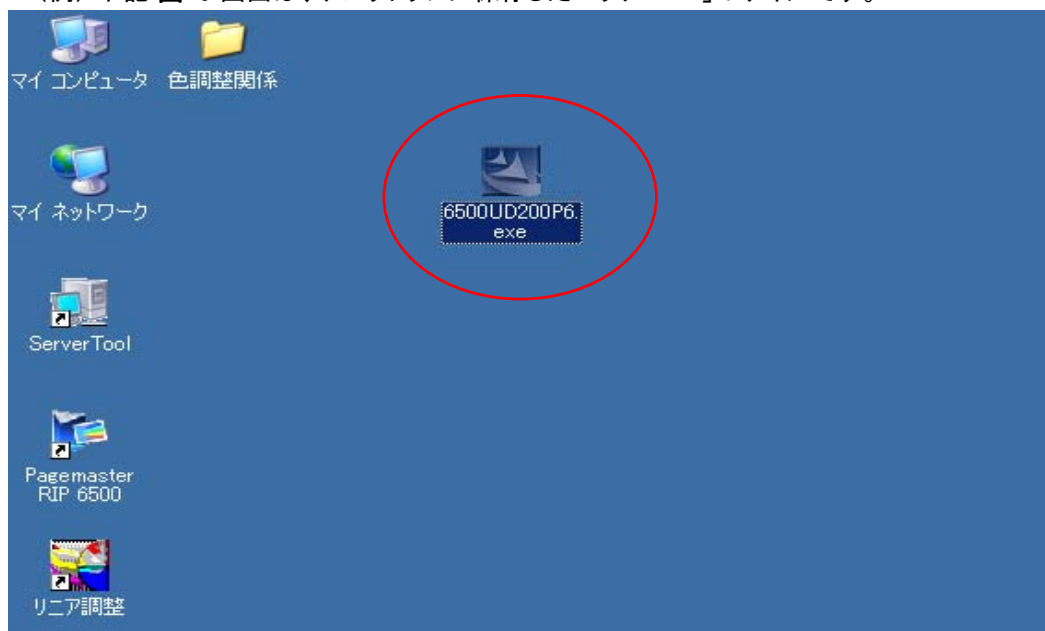 マイ コンピュータ
色調整関係
マイ ネットワーク
6500UD200P6.
exe
ServerTool
Pagemaster
RIP 6500
リニア調整